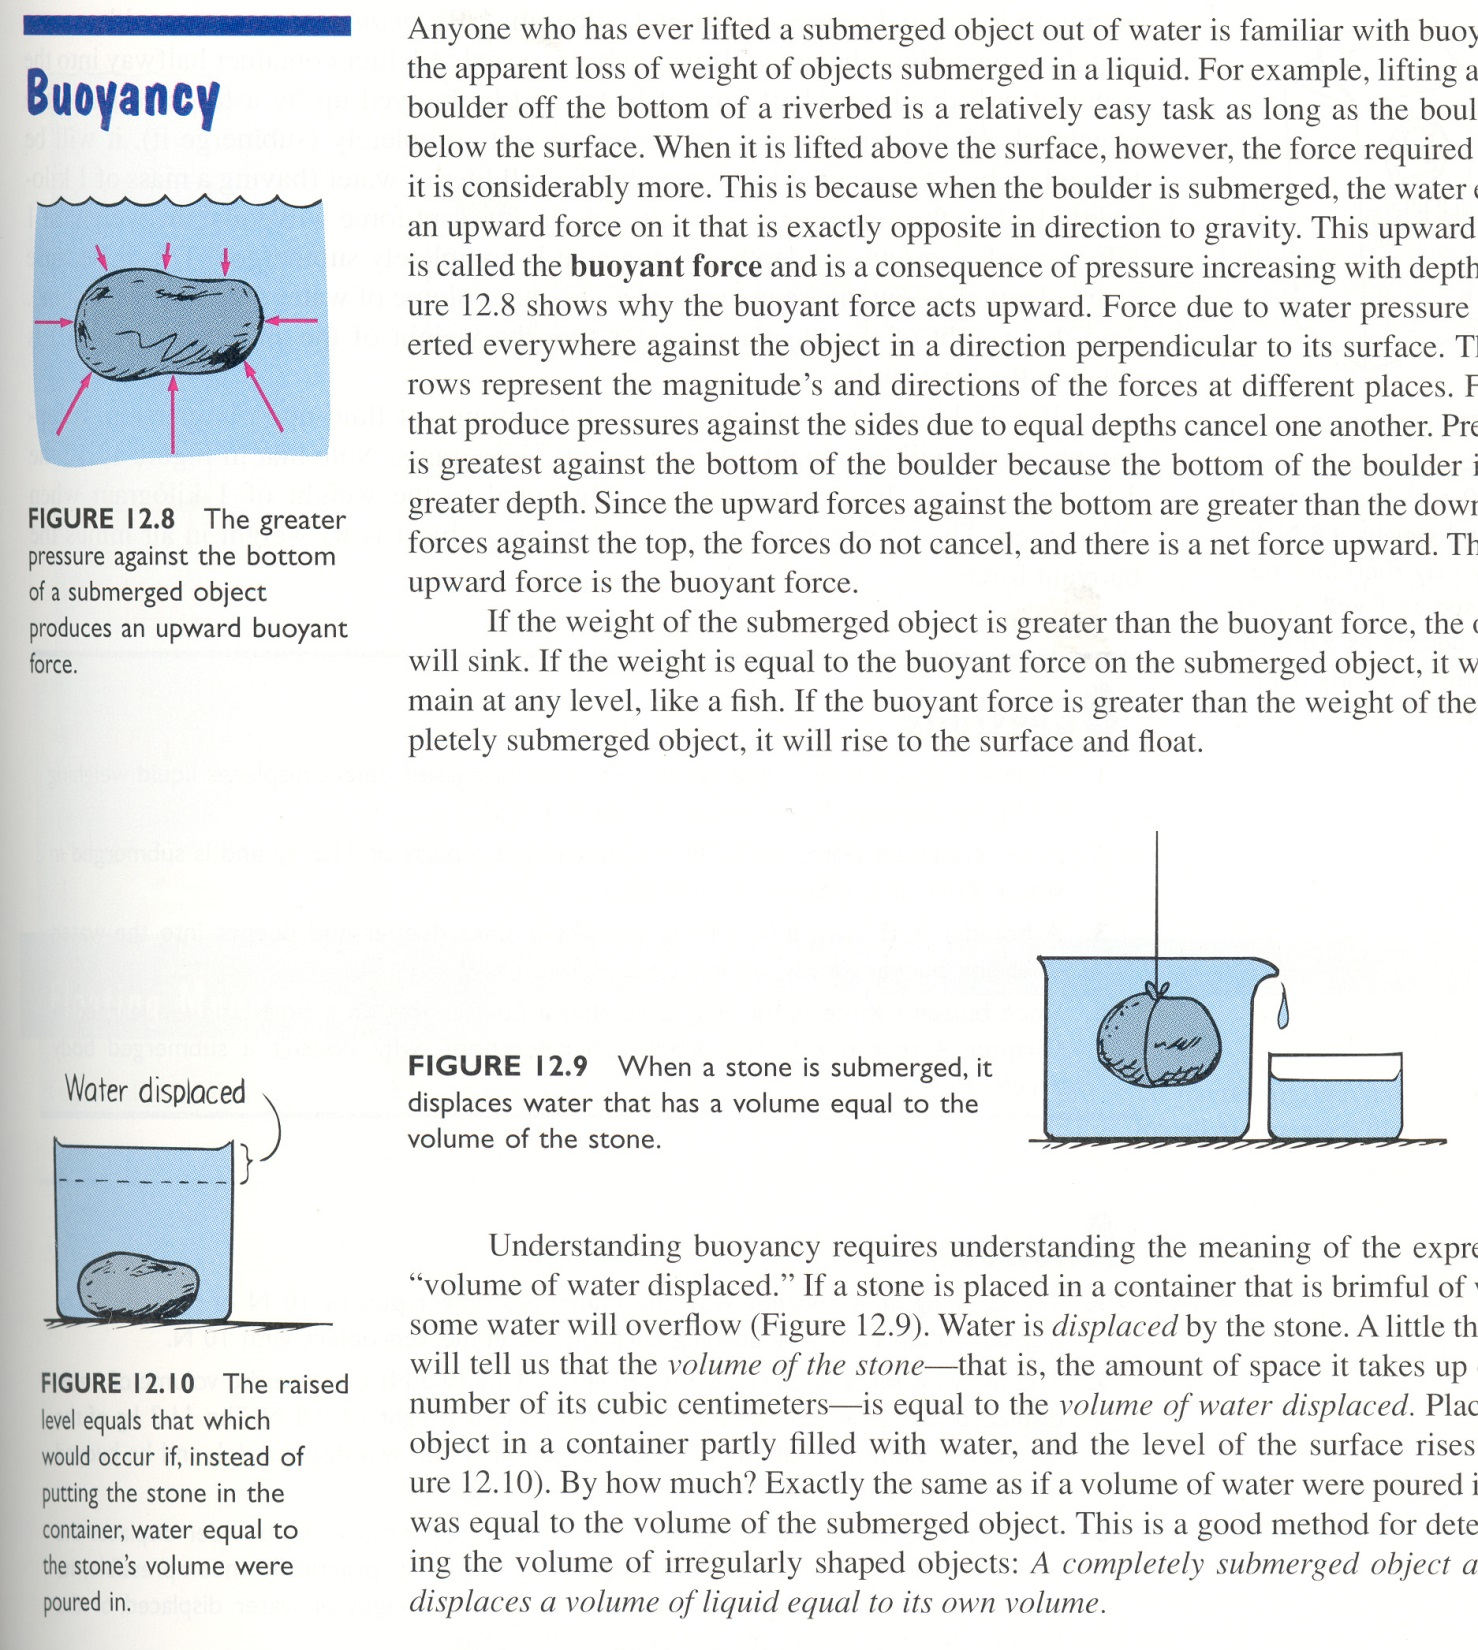 Buoyancy
Anyone who has ever lifted a submerged object out of water is familiar with
the apparent loss of weight of objects submerged in a liquid. For example, lifting a
boulder off the bottom of a riverbed is a relatively easy task as long as the
below the surface. When it is lifted above the surface, however, the force required
it is considerably more. This is because when the boulder is submerged, the water
an upward force on it that is exactly opposite in direction to gravity. This upward
is called the buoyant force and is a consequence of pressure increasing with depth
ure 12.8 shows why the buoyant force acts upward. Force due to water pressure
erted everywhere against the object in a direction perpendicular to its surface.
rows represent the magnitude's and directions of the forces at different places.
that produce pressures against the sides due to equal depths cancel one another.
is greatest against the bottom of the boulder because the bottom of the boulder
greater depth. Since the upward forces against the bottom are greater than the
forces against the top, the forces do not cancel, and there is a net force upward.
upward force is the buoyant force.
If the weight of the submerged object is greater than the buoyant force, the
will sink. If the weight is equal to the buoyant force on the submerged object, it
main at any level, like a fish. If the buoyant force is greater than the weight of the
pletely submerged object, it will rise to the surface and float.
FIGURE 12.8 The greater
pressure against the bottom
of a submerged object
produces an upward buoyant
force.
FIGURE 12.9 When a stone is submerged, it
displaces water that has a volume equal to the
volume of the stone.
Water displaced
FIGURE 12.10 The raised
level equals that which
would occur if, instead of
putting the stone in the
container, water equal to
the stone's volume were
poured in.
Understanding buoyancy requires understanding the meaning of the
"volume of water displaced." If a stone is placed in a container that is brimful of
some water will overflow (Figure 12.9). Water is displaced by the stone. A little
will tell us that the volume of the stone—that is, the amount of space it takes up
number of its cubic centimeters—is equal to the volume of water displaced.
object in a container partly filled with water, and the level of the surface rises
ure 12.10). By how much? Exactly the same as if a volume of water were poured
was equal to the volume of the submerged object. This is a good method for
ing the volume of irregularly shaped objects: A completely submerged object
displaces a volume of liquid equal to its own volume.